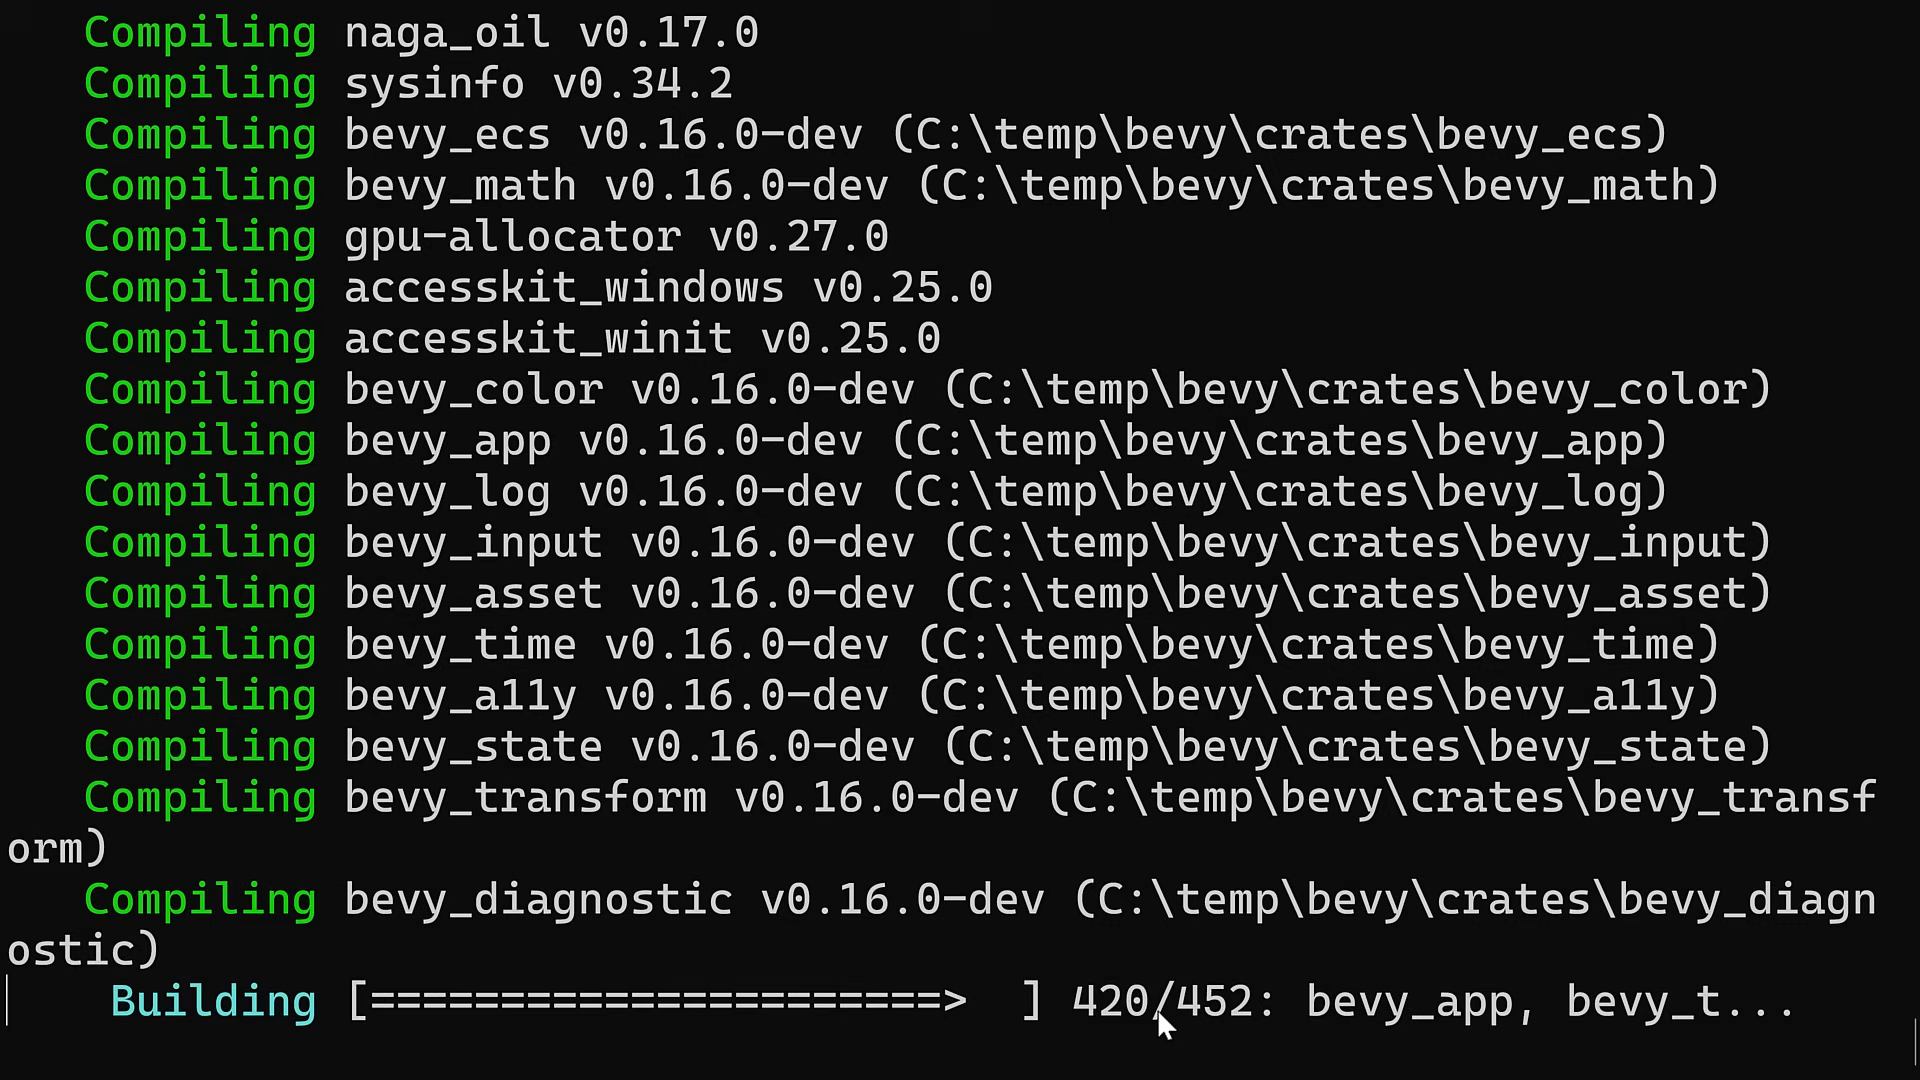 Compiling naga_oil v0.17.0
Compiling sysinfo v0.34.2
Compiling bevy_ecs v0.16.0-dev (C:\temp\bevy\crates\bevy_ecs)
Compiling bevy_math v0.16.0-dev (C:\temp\bevy\crates\bevy_math)
Compiling gpu-allocator v0.27.0
Compiling accesskit_windows v0.25.0
Compiling accesskit_winit v0.25.0
Compiling bevy_color v0.16.0-dev (C:\temp\bevy\crates\bevy_color)
Compiling bevy_app v0.16.0-dev (C:\temp\bevy\crates\bevy_app)
Compiling bevy_log v0.16.0-dev (C:\temp\bevy\crates\bevy_log)
Compiling bevy_input v0.16.0-dev (C:\temp\bevy\crates\bevy_input)
Compiling bevy_asset v0.16.0-dev (C:\temp\bevy\crates\bevy_asset)
Compiling bevy_time v0.16.0-dev (C:\temp\bevy\crates\bevy_time)
Compiling bevy_a11y v0.16.0-dev (C:\temp\bevy\crates\bevy_a11y)
Compiling bevy_state v0.16.0-dev (C:\temp\bevy\crates\bevy_state)
Compiling bevy_transform v0.16.0-dev (C:\temp\bevy\crates\bevy_transf
orm)
Compiling bevy_diagnostic v0.16.0-dev (C:\temp\bevy\crates\bevy_diagn
ostic)
Building [======================>  ] 420/452: bevy_app, bevy_t...